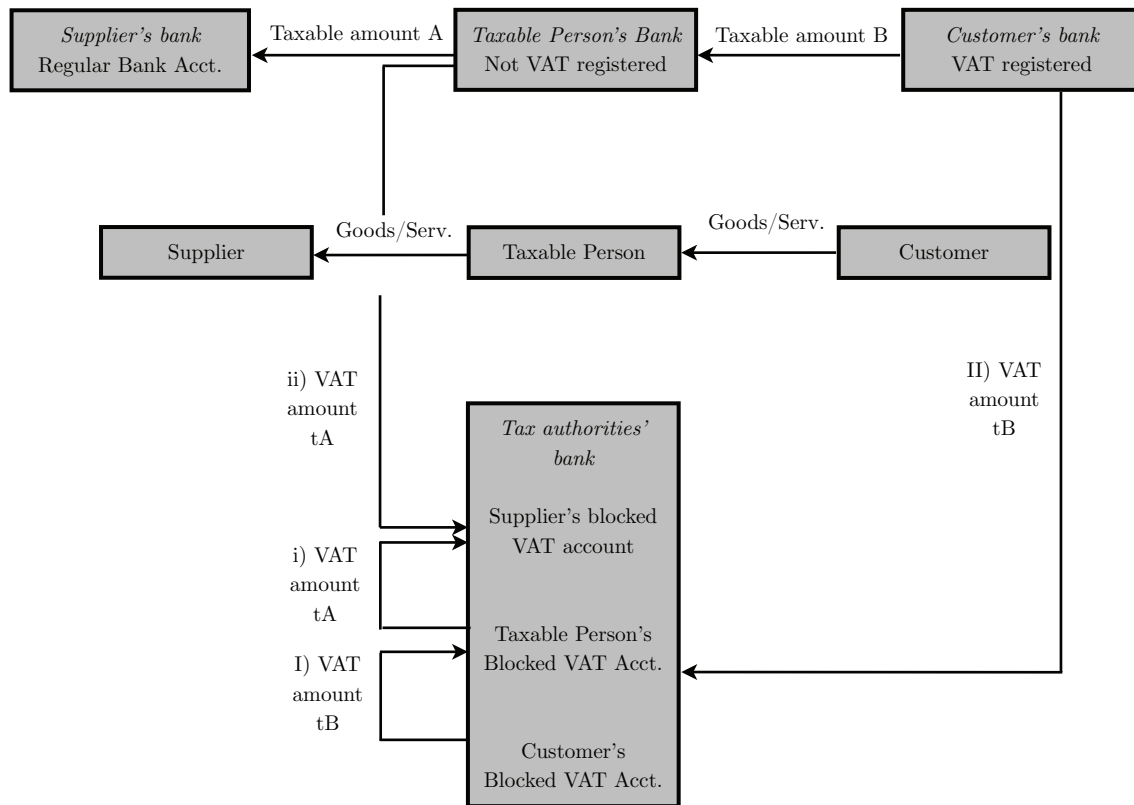 Supplier's bank
Regular Bank Acct.
Taxable amount A
Taxable Person's Bank
Not VAT registered
Taxable amount B
Customer's bank
VAT registered
Supplier
Goods/Serv.
Taxable Person
Goods/Serv.
Customer
ii) VAT
amount
tA
II) VAT
amount
tB
Tax authorities'
bank
Supplier's blocked
VAT account
i) VAT
amount
tA
Taxable Person's
Blocked VAT Acct.
I) VAT
amount
tB
Customer's
Blocked VAT Acct.